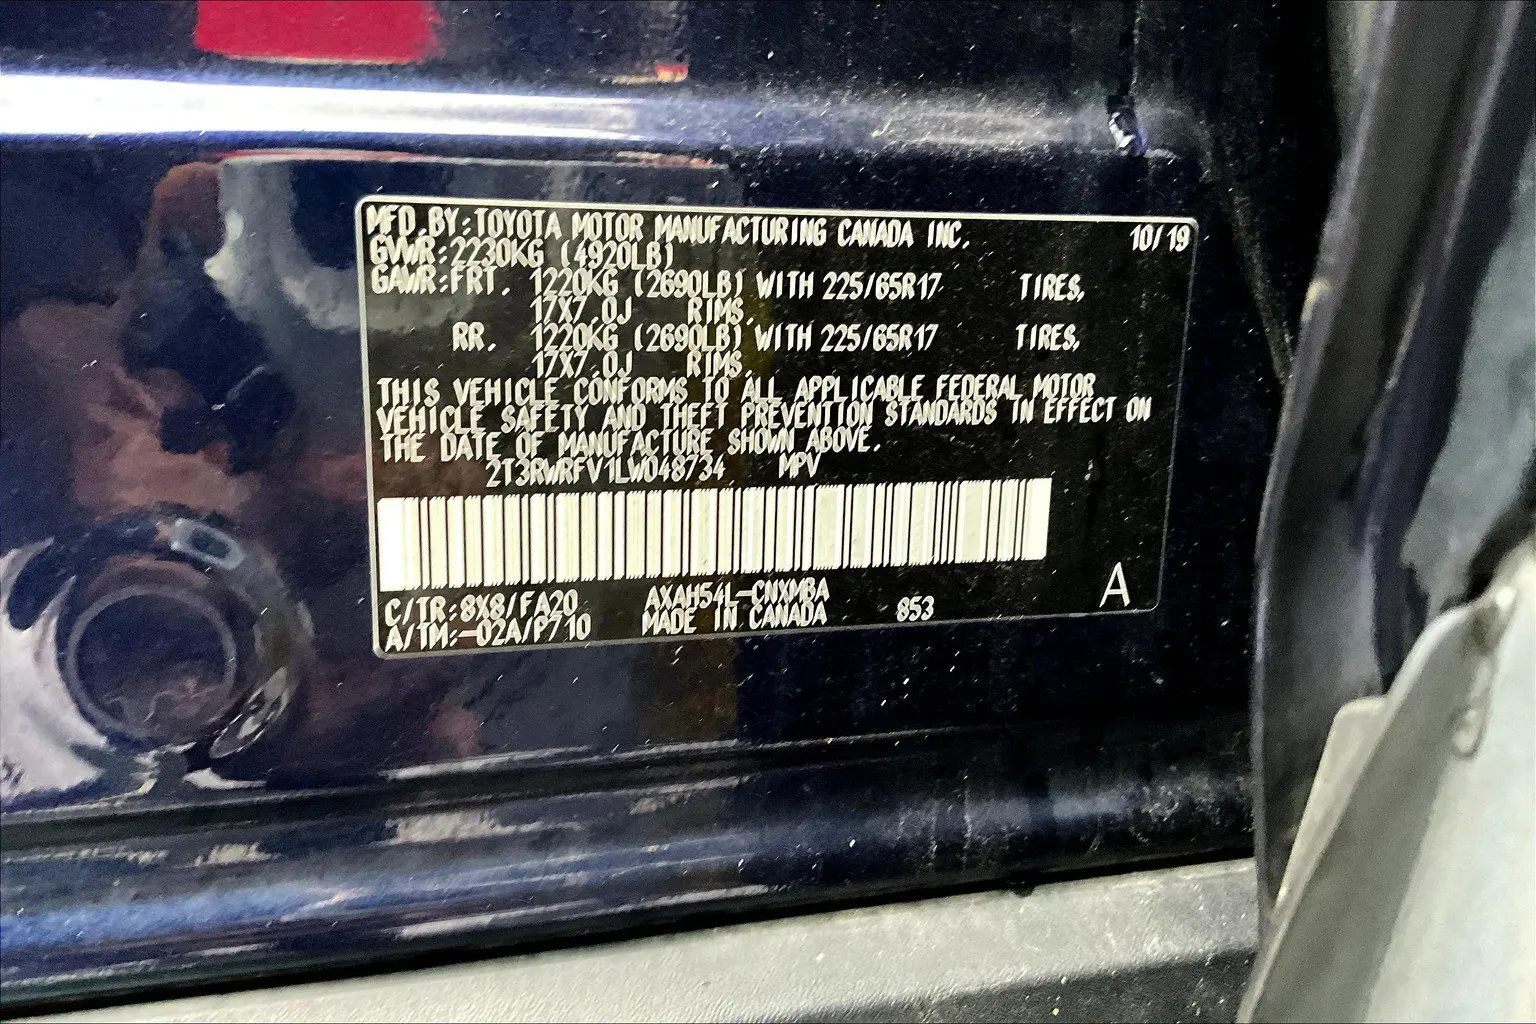 MFD.BY:TOYOTA MOTOR MANUFACTURING CANADA INC. 10/19
GVWR:2230KG (4920LB)
GAWR:FRT. 1220KG (2690LB) WITH 225/65R17 TIRES,
17X7.0J RIMS,
RR. 1220KG (2690LB) WITH 225/65R17 TIRES,
17X7.0J RIMS,
THIS VEHICLE CONFORMS TO ALL APPLICABLE FEDERAL MOTOR
VEHICLE SAFETY AND THEFT PREVENTION STANDARDS IN EFFECT ON
THE DATE OF MANUFACTURE SHOWN ABOVE.
2T3RWRFV1LW048734 MPV
C/TR:8X8/FA20 AXAH54L-CNXMBA
A/TM:-02A/P710 MADE IN CANADA 853 A